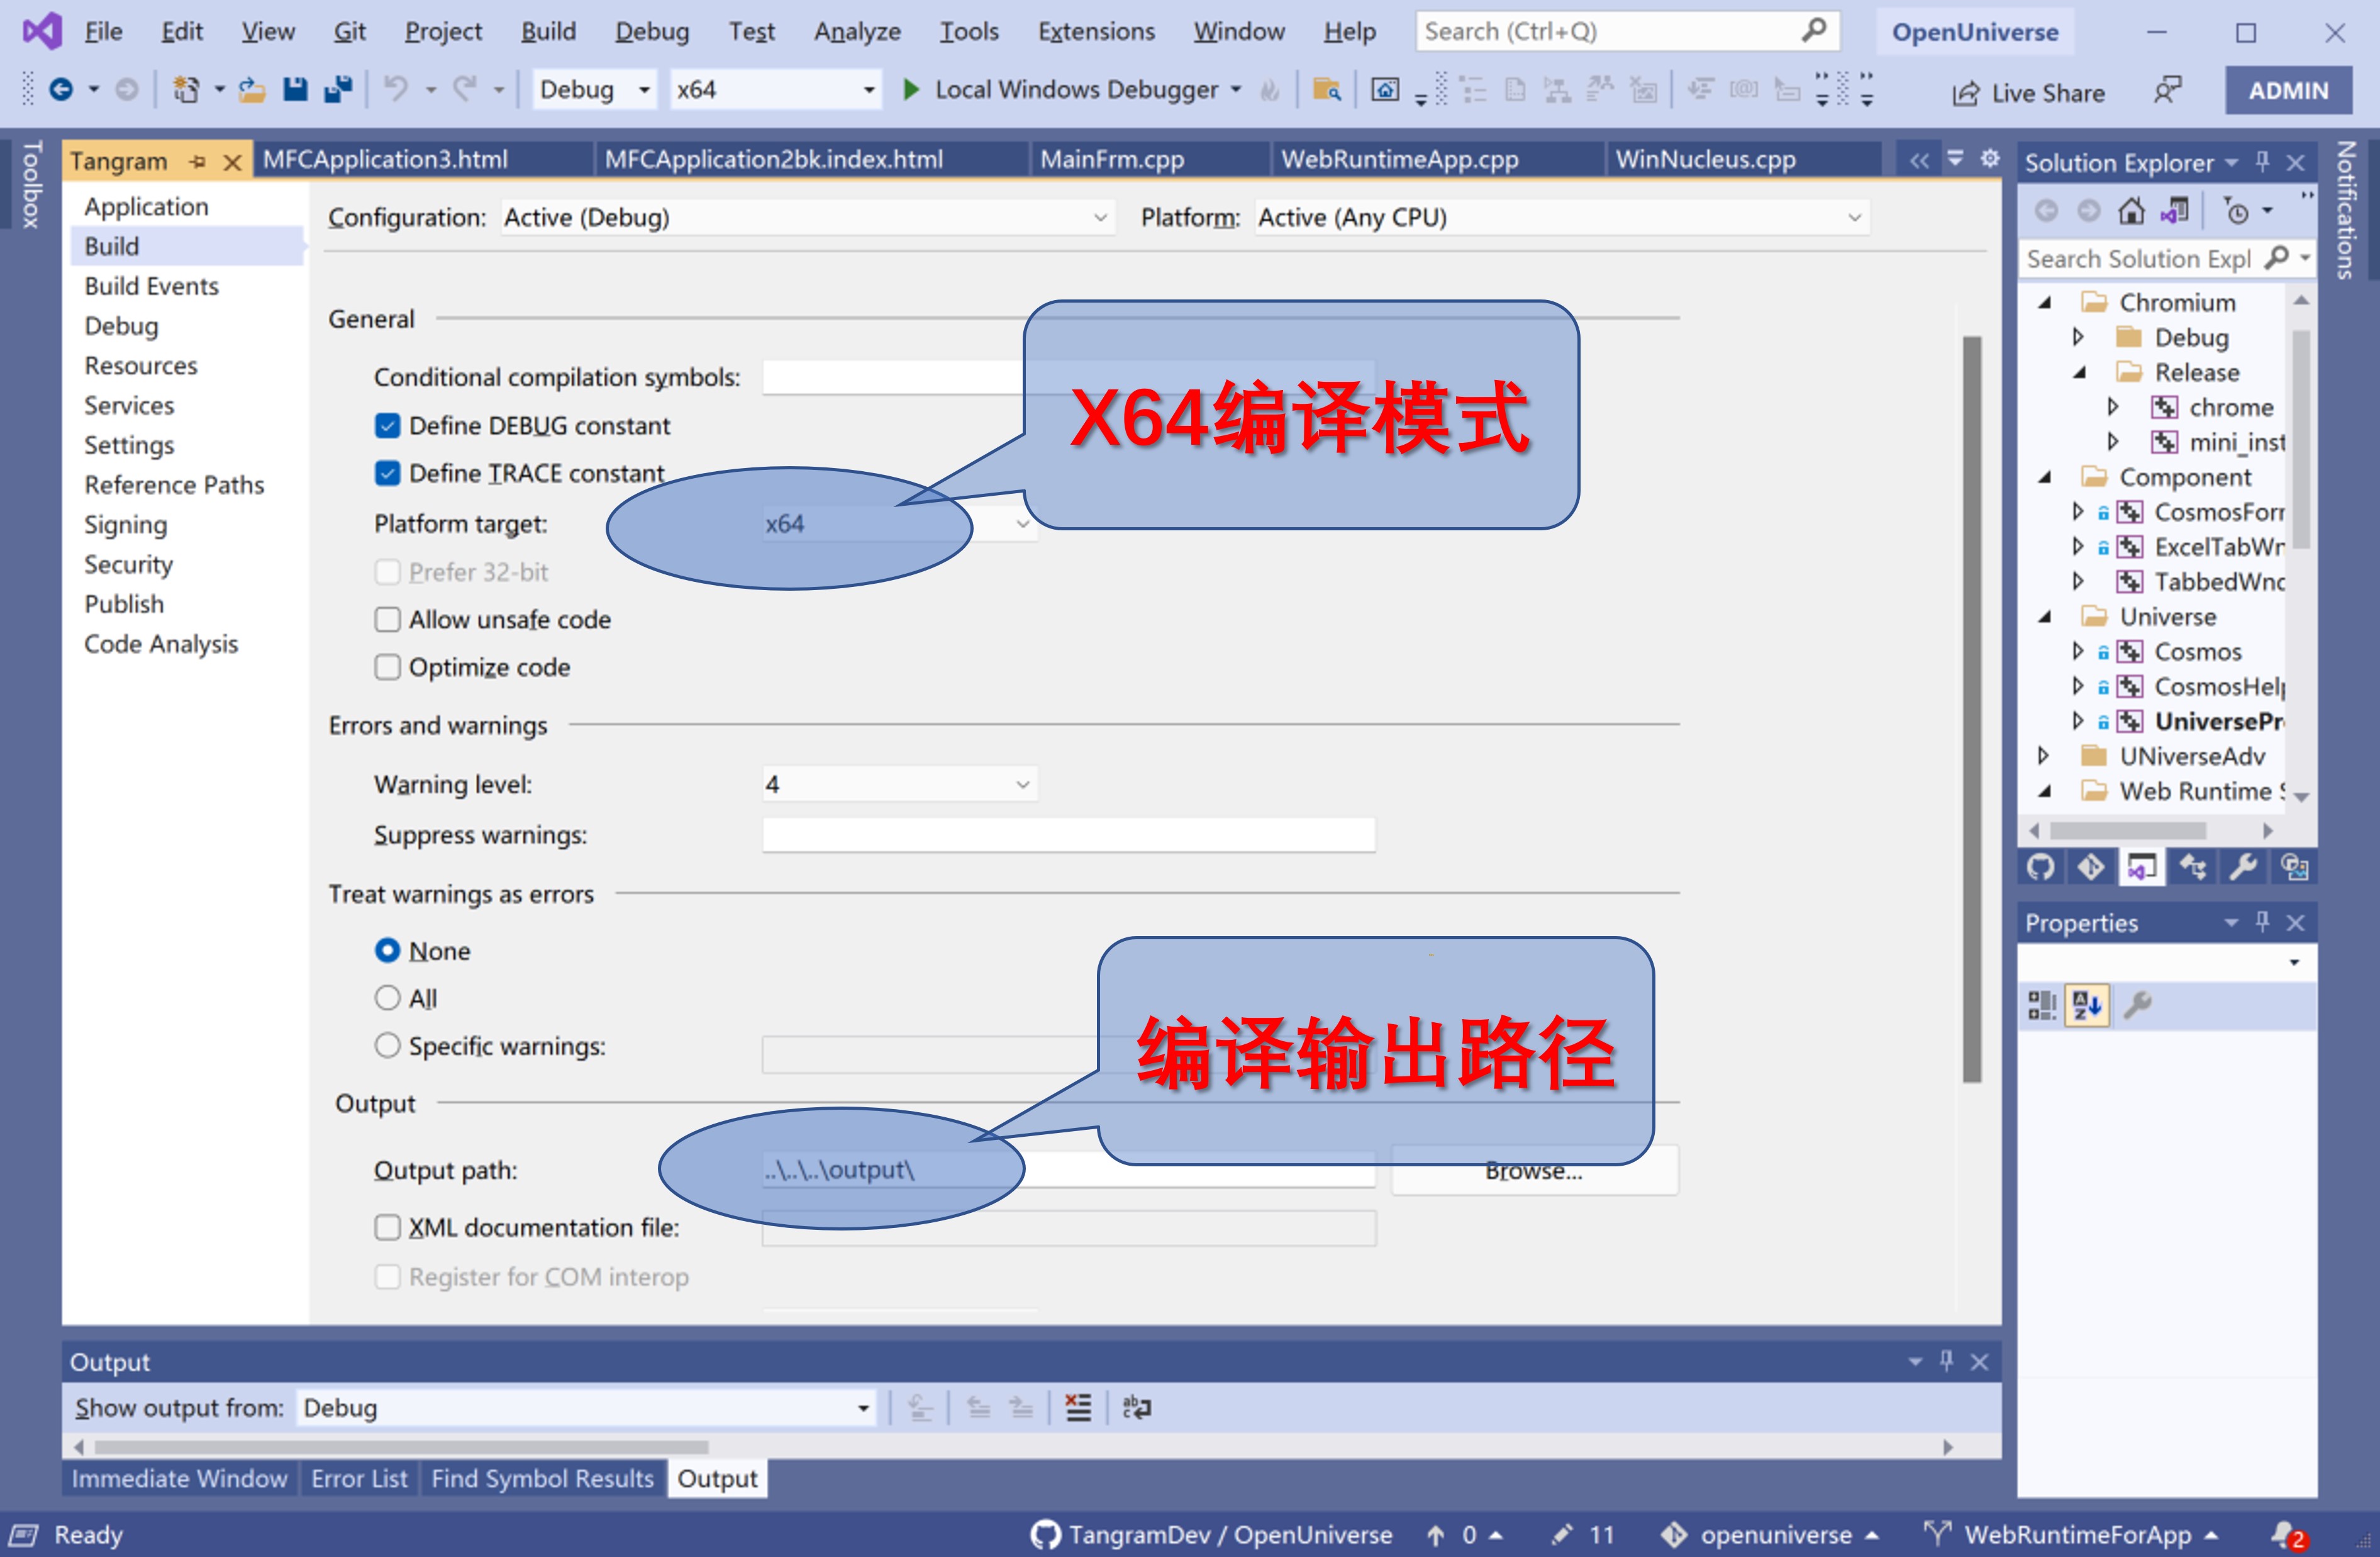 File Edit View Git Project Build Debug Test Analyze Tools Extensions Window Help Search (Ctrl+Q) OpenUniverse
Debug x64 Local Windows Debugger Live Share ADMIN
Toolbox
Tangram MFCApplication3.html MFCApplication2bk.index.html MainFrm.cpp WebRuntimeApp.cpp WinNucleus.cpp
Application
Build
Build Events
Debug
Resources
Services
Settings
Reference Paths
Signing
Security
Publish
Code Analysis
Configuration: Active (Debug) Platform: Active (Any CPU)
General
Conditional compilation symbols:
Define DEBUG constant
Define TRACE constant
Platform target: x64
Prefer 32-bit
Allow unsafe code
Optimize code
X64编译模式
Errors and warnings
Warning level: 4
Suppress warnings:
Treat warnings as errors
None
All
Specific warnings:
编译输出路径
Output
Output path: ..\..\..\output\ Browse...
XML documentation file:
Register for COM interop
Solution Explorer
Search Solution Expl
Chromium
Debug
Release
chrome
mini_inst
Component
CosmosForm
ExcelTabWn
TabbedWnd
Universe
Cosmos
CosmosHelp
UniversePr
UNiverseAdv
Web Runtime S
Notifications
Properties
Output
Show output from: Debug
Immediate Window Error List Find Symbol Results Output
Ready TangramDev / OpenUniverse 0 11 openuniverse WebRuntimeForApp 2